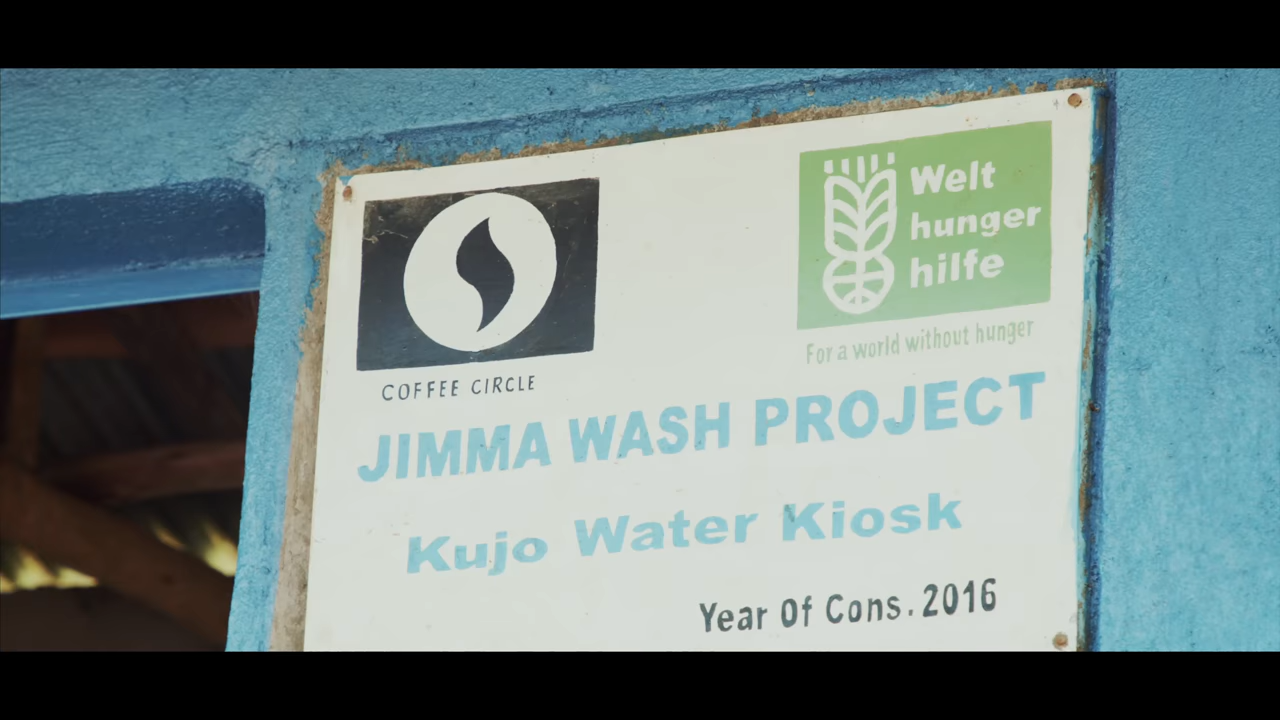 COFFEE CIRCLE
Welt
hunger
hilfe
For a world without hunger
JIMMA WASH PROJECT
Kujo Water Kiosk
Year Of Cons. 2016